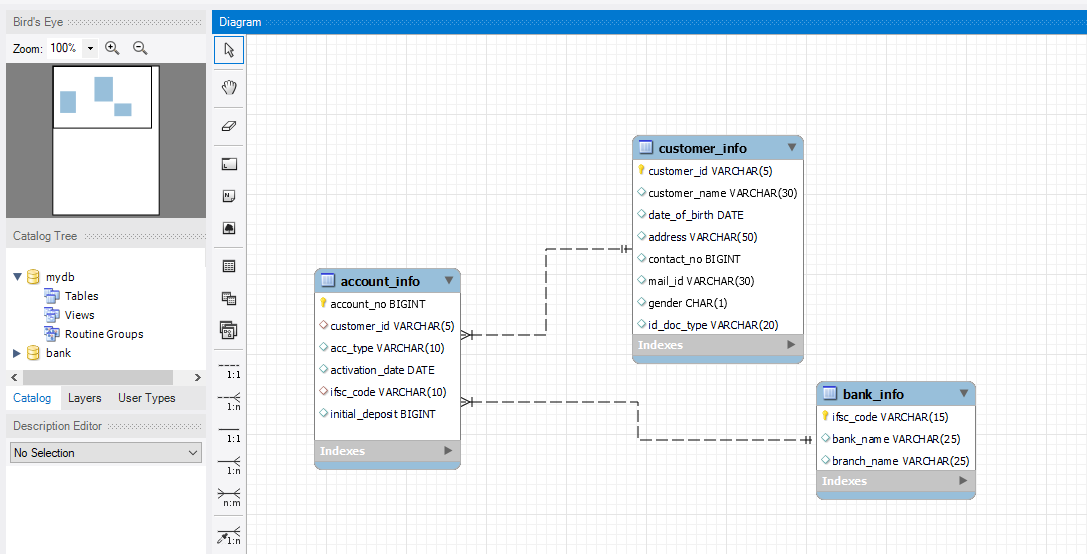 Bird's Eye
Zoom: 100%
Catalog Tree
mydb
Tables
Views
Routine Groups
bank
Catalog Layers User Types
Description Editor
No Selection
Diagram
1:1
1:n
1:1
1:n
n:m
1:n
account_info
account_no BIGINT
customer_id VARCHAR(5)
acc_type VARCHAR(10)
activation_date DATE
ifsc_code VARCHAR(10)
initial_deposit BIGINT
Indexes
customer_info
customer_id VARCHAR(5)
customer_name VARCHAR(30)
date_of_birth DATE
address VARCHAR(50)
contact_no BIGINT
mail_id VARCHAR(30)
gender CHAR(1)
id_doc_type VARCHAR(20)
Indexes
bank_info
ifsc_code VARCHAR(15)
bank_name VARCHAR(25)
branch_name VARCHAR(25)
Indexes